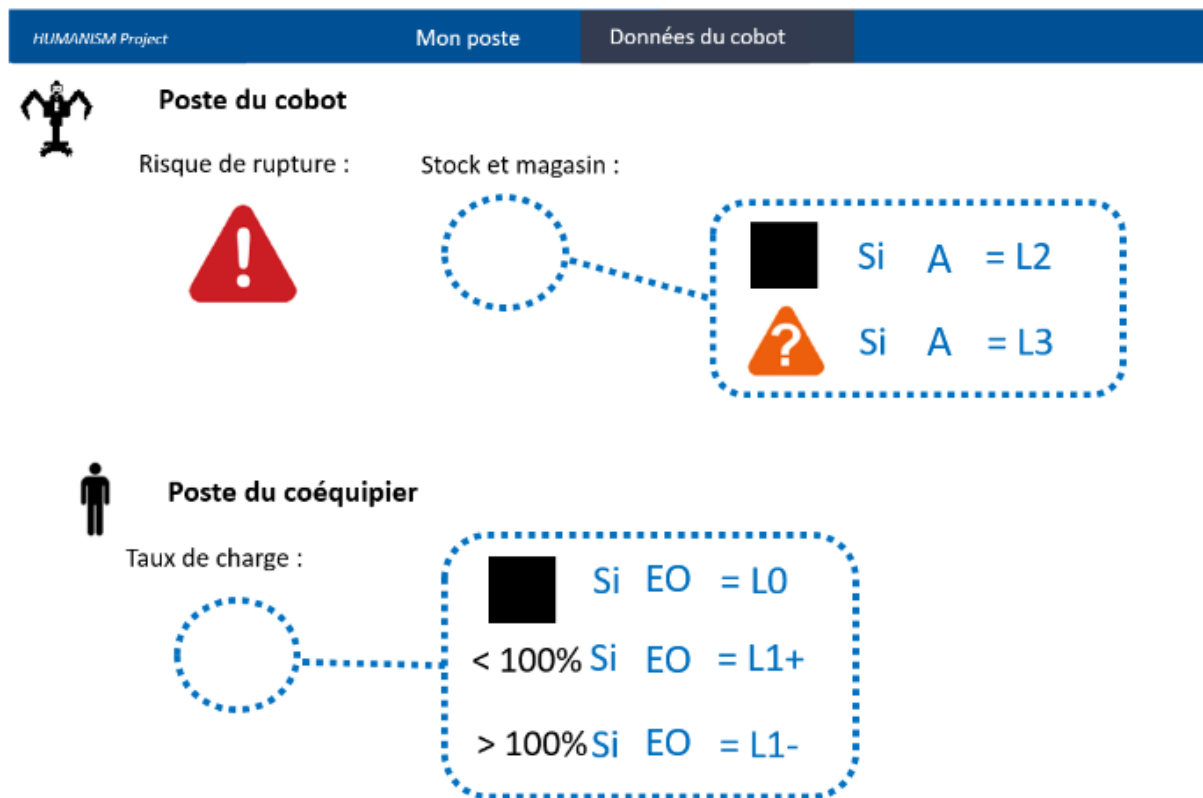 HUMANISM Project
Mon poste
Données du cobot
Poste du cobot
Risque de rupture :
Stock et magasin :
!
Si A = L2
? Si A = L3
Poste du coéquipier
Taux de charge :
Si EO = L0
< 100% Si EO = L1+
> 100% Si EO = L1-